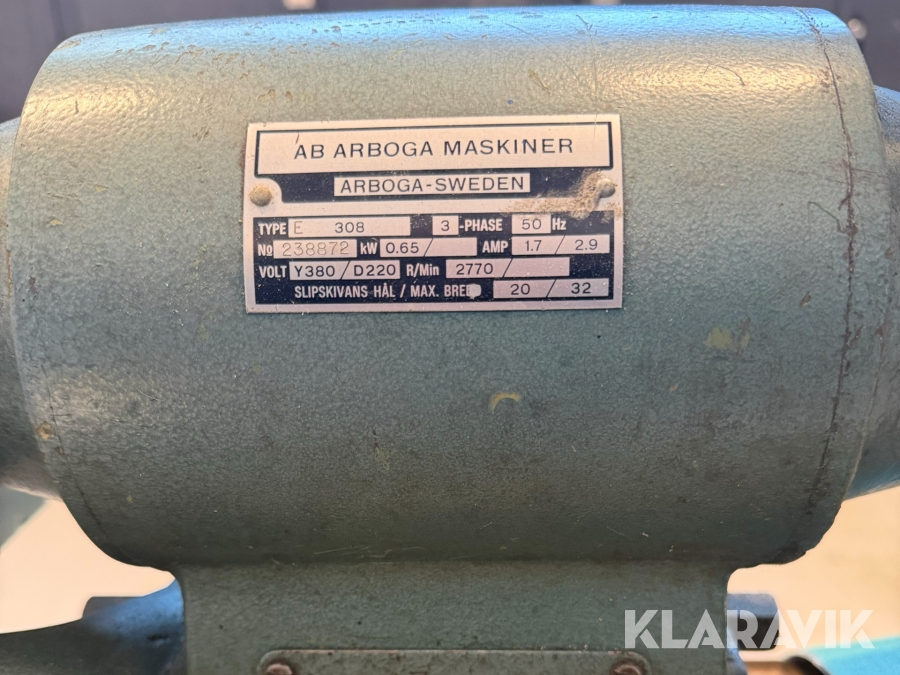 AB ARBOGA MASKINER
ARBOGA-SWEDEN
TYPE E 308 3 -PHASE 50 Hz
No 238872 kW 0.65 / AMP 1.7 / 2.9
VOLT Y380 / D220 R/Min 2770 /
SLIPSKIVANS HÅL / MAX. 20 / 32
KLARAVIK